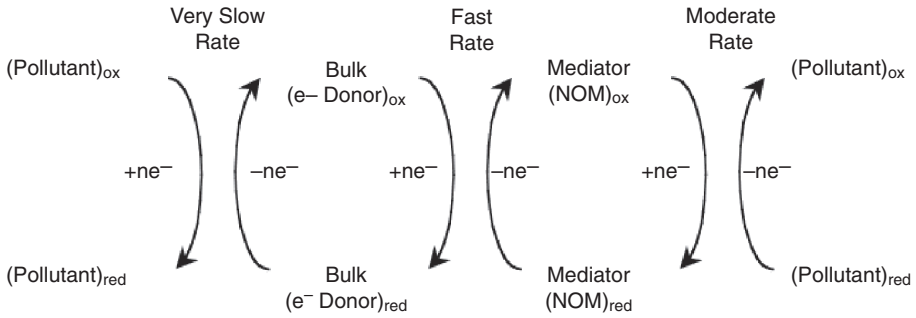 Very Slow
Rate
Fast
Rate
Moderate
Rate
(Pollutant)ox
Bulk
(e– Donor)ox
Mediator
(NOM)ox
(Pollutant)ox
+ne–
–ne–
+ne–
–ne–
+ne–
–ne–
(Pollutant)red
Bulk
(e– Donor)red
Mediator
(NOM)red
(Pollutant)red